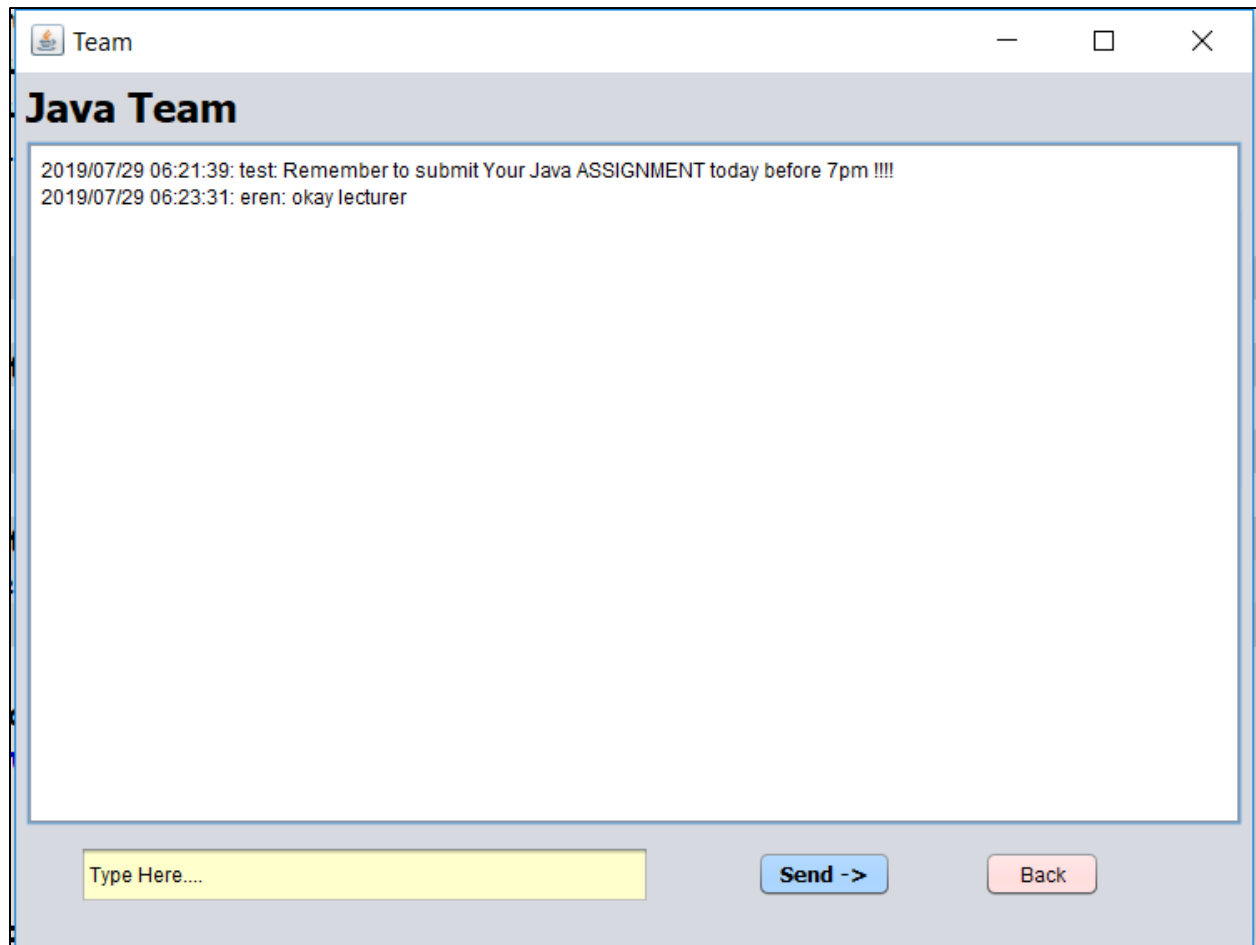 Team
Java Team
2019/07/29 06:21:39: test: Remember to submit Your Java ASSIGNMENT today before 7pm !!!!
2019/07/29 06:23:31: eren: okay lecturer
Type Here....
Send ->
Back